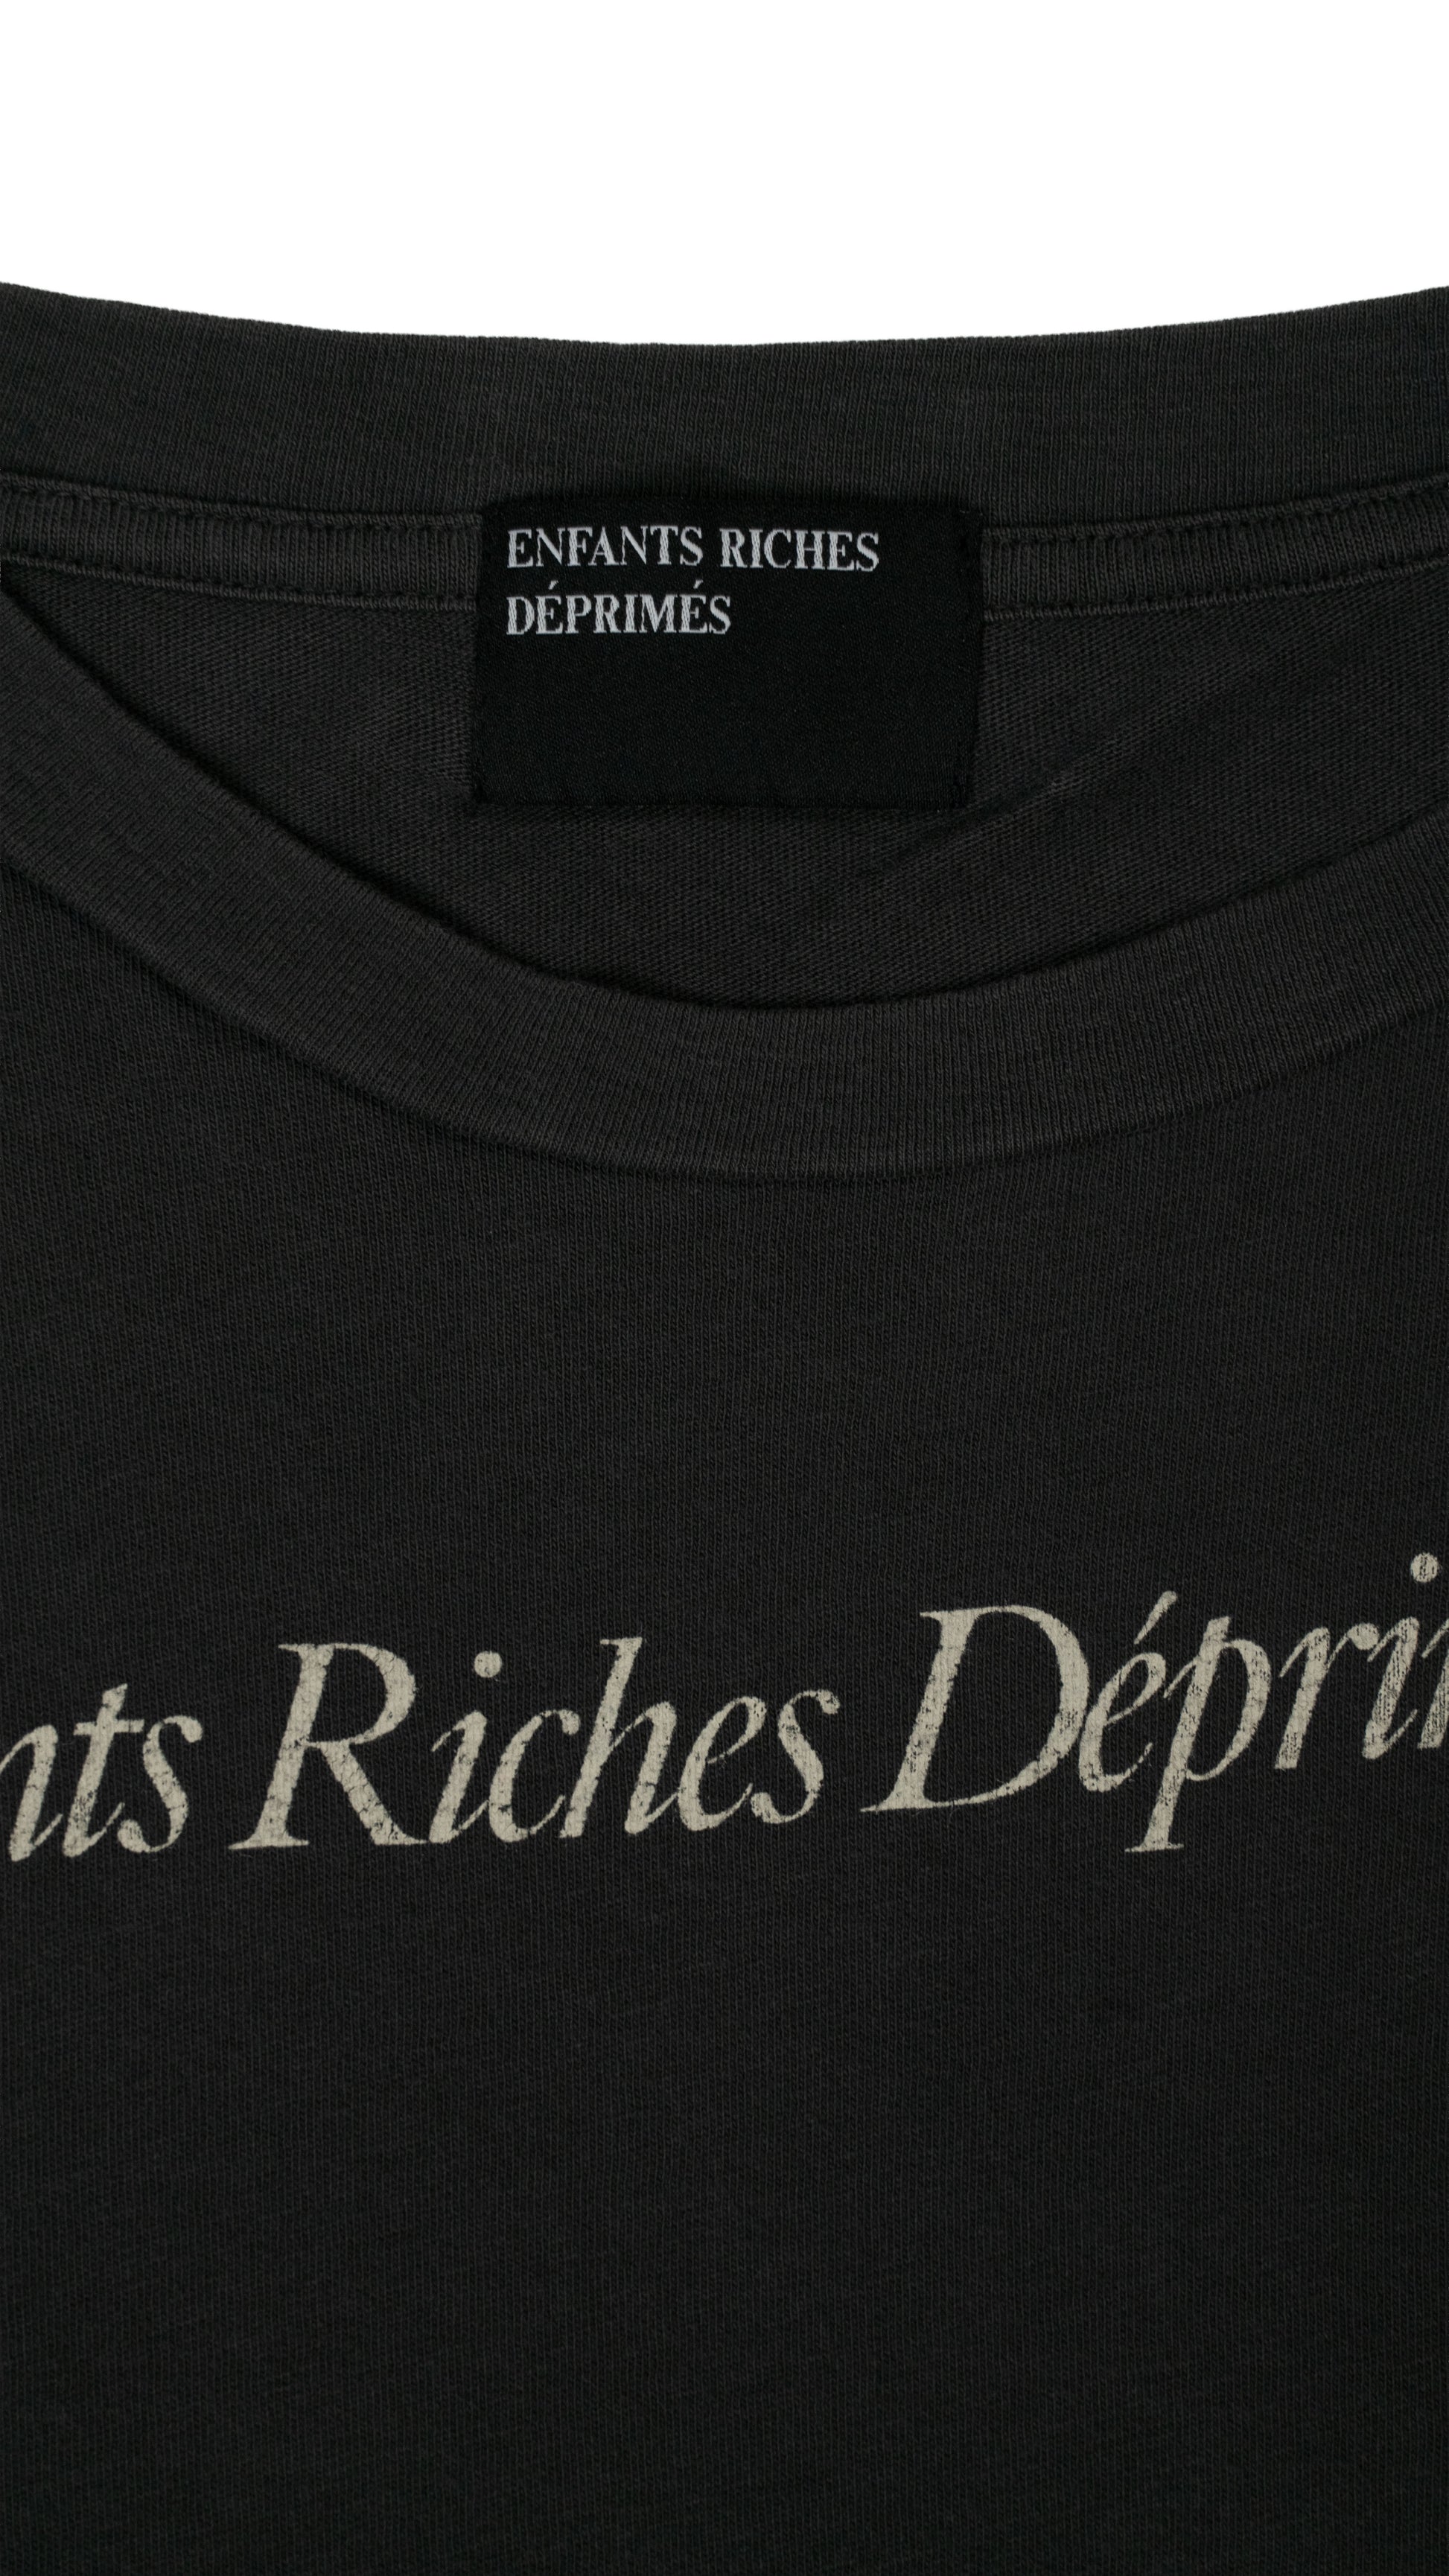 ENFANTS RICHES
DÉPRIMÉS
nts Riches Dépri